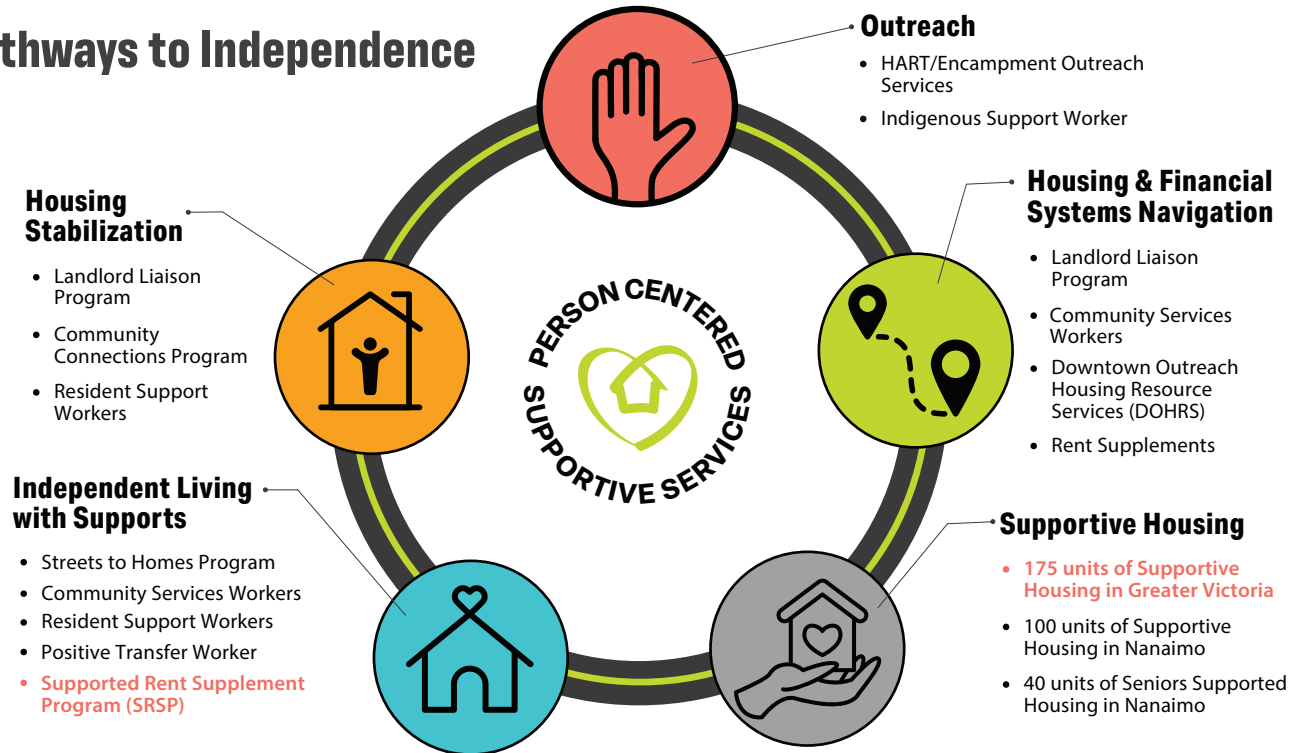 thways to Independence
Outreach
• HART/Encampment Outreach
Services
• Indigenous Support Worker
Housing & Financial
Systems Navigation
• Landlord Liaison
Program
• Community Services
Workers
• Downtown Outreach
Housing Resource
Services (DOHRS)
• Rent Supplements
Supportive Housing
• 175 units of Supportive
Housing in Greater Victoria
• 100 units of Supportive
Housing in Nanaimo
• 40 units of Seniors Supported
Housing in Nanaimo
Independent Living
with Supports
• Streets to Homes Program
• Community Services Workers
• Resident Support Workers
• Positive Transfer Worker
• Supported Rent Supplement
Program (SRSP)
Housing
Stabilization
• Landlord Liaison
Program
• Community
Connections Program
• Resident Support
Workers
PERSON CENTERED
SUPPORTIVE SERVICES